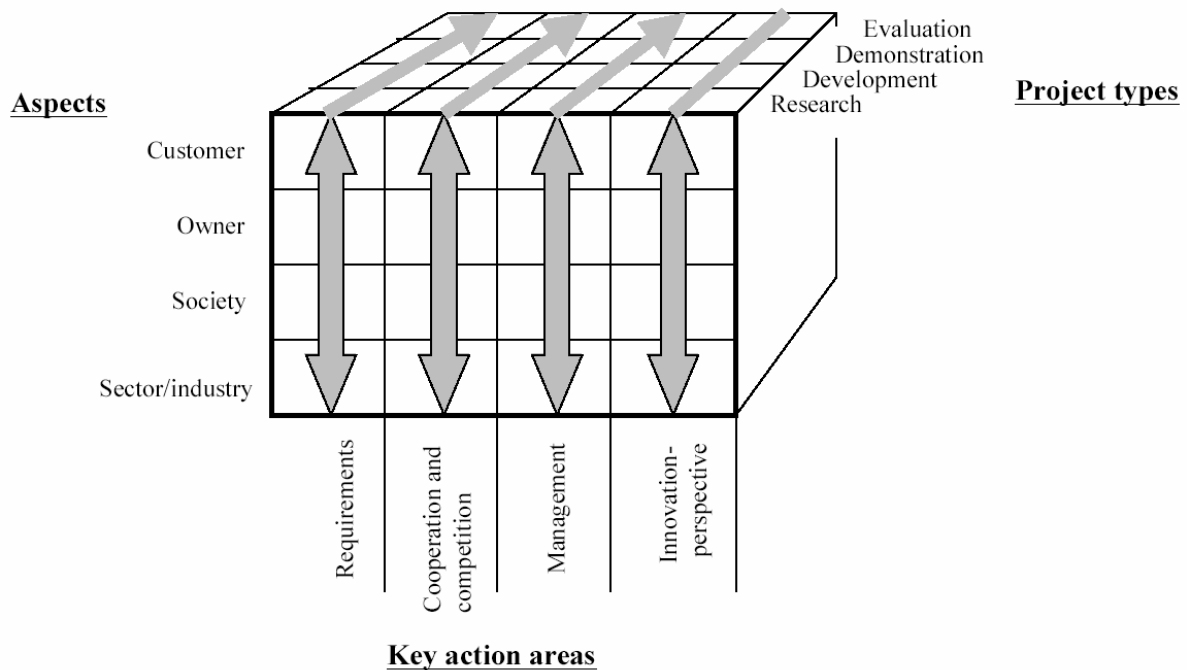 Evaluation
Demonstration
Development
Research
Aspects
Project types
Customer
Owner
Society
Sector/industry
Requirements
Cooperation and
competition
Management
Innovation-
perspective
Key action areas